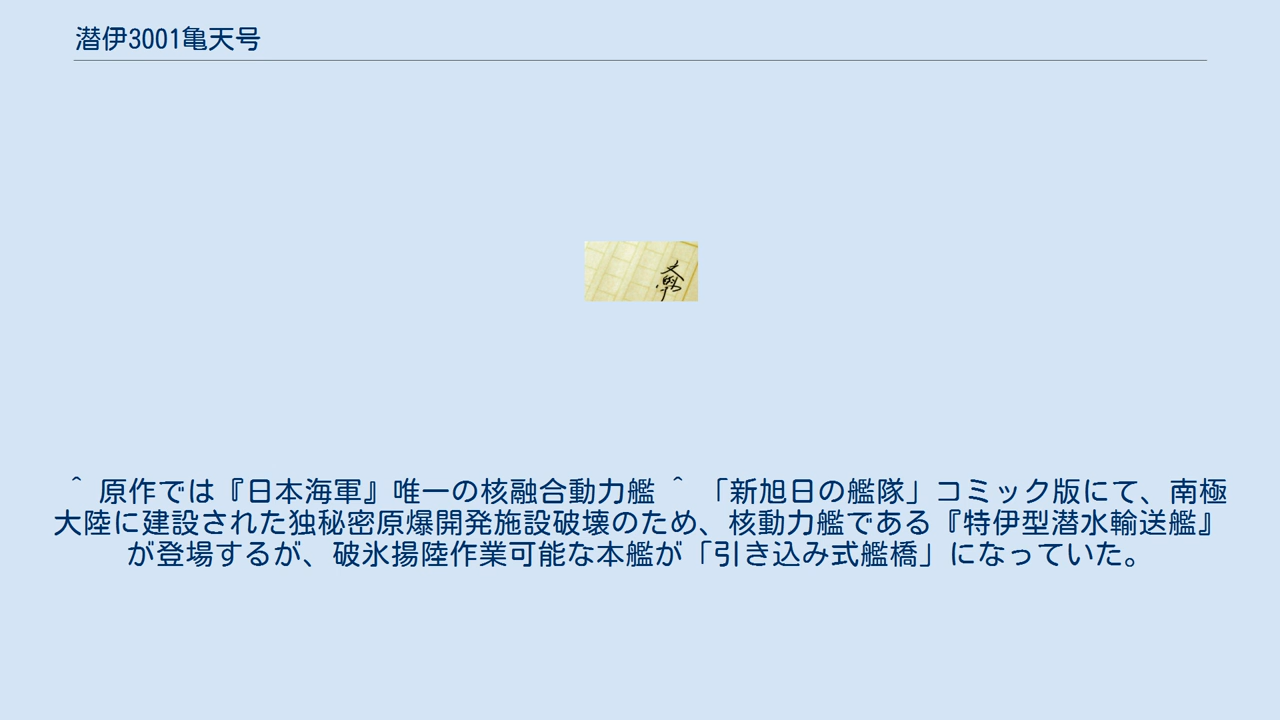 潜伊3001亀天号
＾ 原作では『日本海軍』唯一の核融合動力艦 ＾ 「新旭日の艦隊」コミック版にて、南極
大陸に建設された独秘密原爆開発施設破壊のため、核動力艦である『特伊型潜水輸送艦』
が登場するが、破氷揚陸作業可能な本艦が「引き込み式艦橋」になっていた。